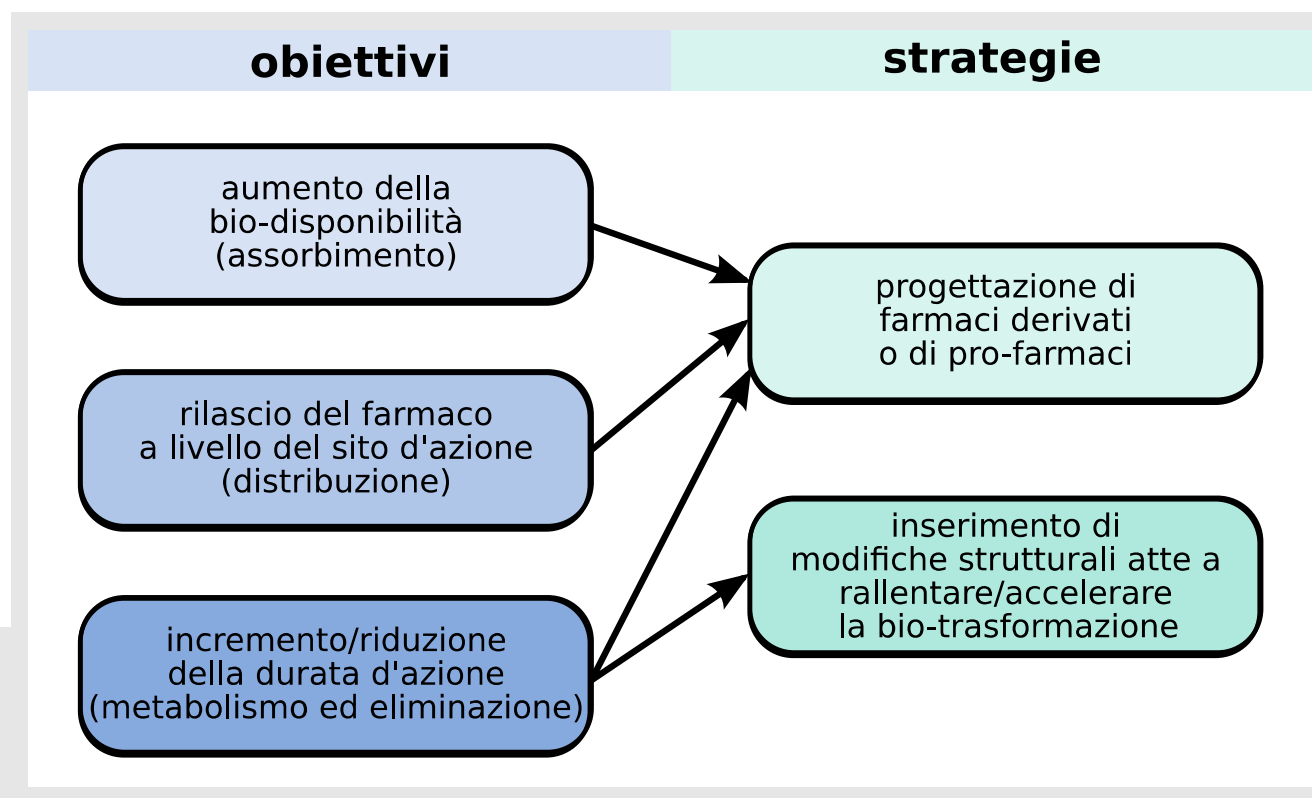 obiettivi
strategie
aumento della
bio-disponibilità
(assorbimento)
rilascio del farmaco
a livello del sito d'azione
(distribuzione)
incremento/riduzione
della durata d'azione
(metabolismo ed eliminazione)
progettazione di
farmaci derivati
o di pro-farmaci
inserimento di
modifiche strutturali atte a
rallentare/accelerare
la bio-trasformazione